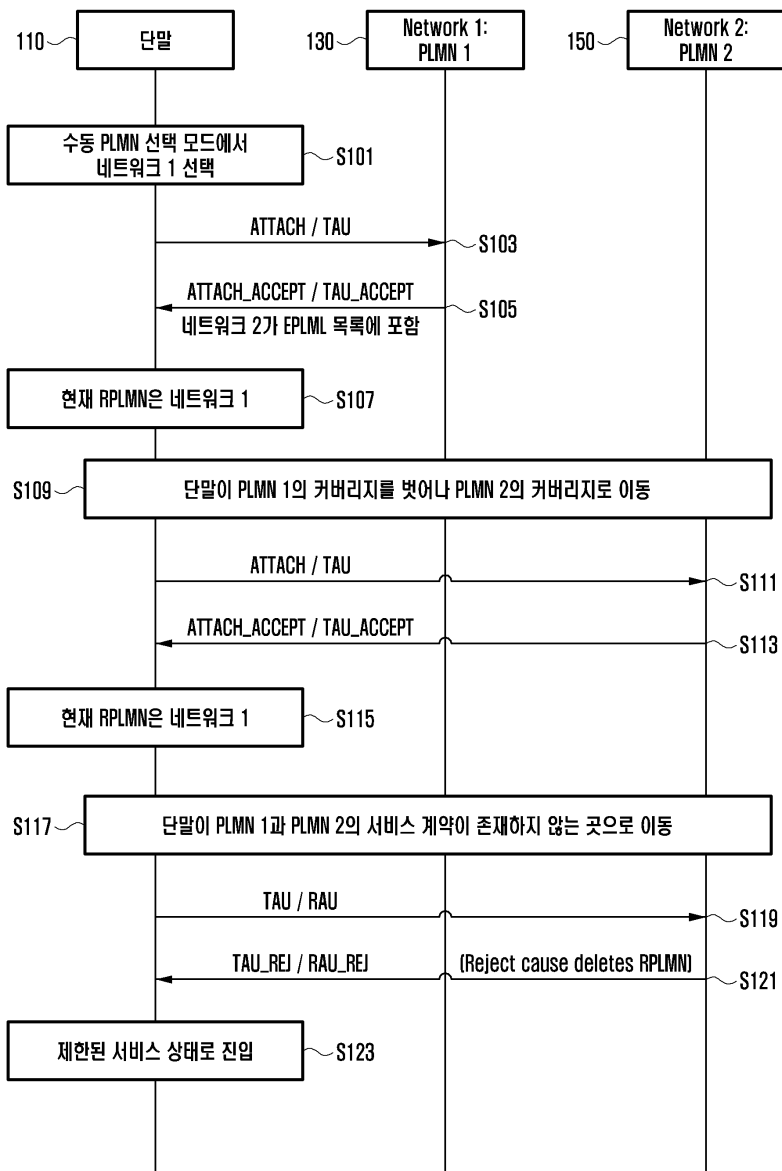 110
단말
130
Network 1:
PLMN 1
150
Network 2:
PLMN 2
수동 PLMN 선택 모드에서
네트워크 1 선택
S101
ATTACH / TAU
S103
ATTACH_ACCEPT / TAU_ACCEPT
네트워크 2가 EPLML 목록에 포함
S105
현재 RPLMN은 네트워크 1
S107
S109
단말이 PLMN 1의 커버리지를 벗어나 PLMN 2의 커버리지로 이동
ATTACH / TAU
S111
ATTACH_ACCEPT / TAU_ACCEPT
S113
현재 RPLMN은 네트워크 1
S115
S117
단말이 PLMN 1과 PLMN 2의 서비스 계약이 존재하지 않는 곳으로 이동
TAU / RAU
S119
TAU_REJ / RAU_REJ
(Reject cause deletes RPLMN)
S121
제한된 서비스 상태로 진입
S123